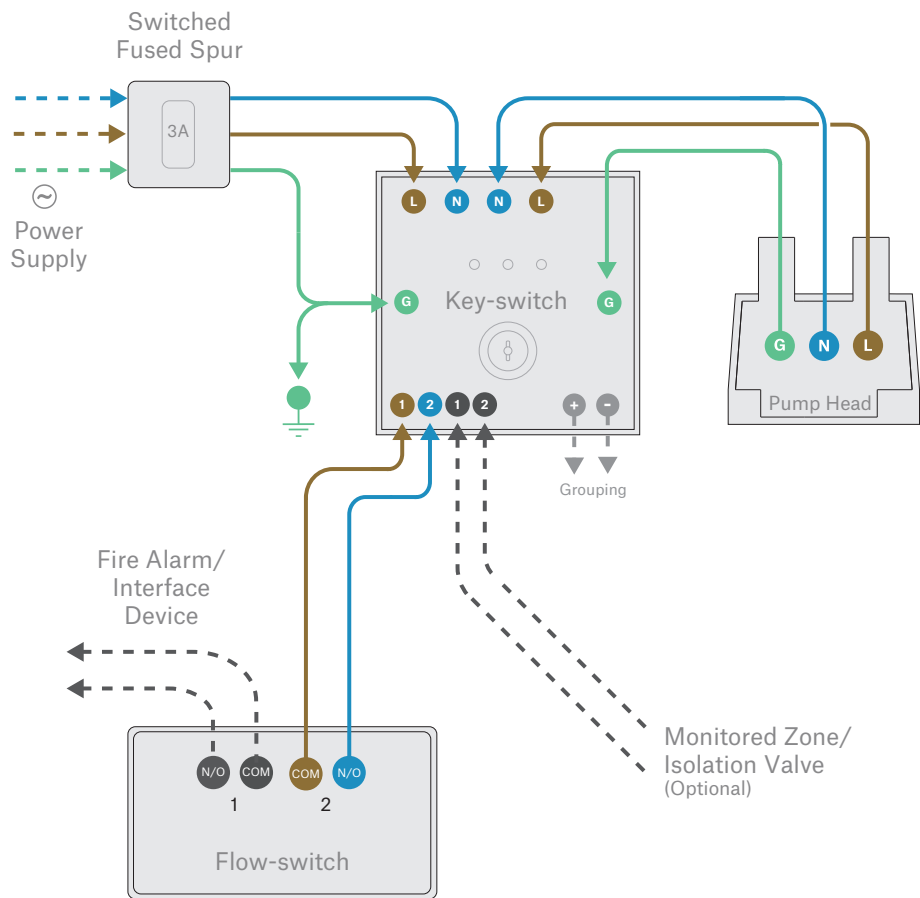 Switched
Fused Spur
3A
Power
Supply
L N N L
G Key-switch G
1 2 1 2 + -
Grouping
G N L
Pump Head
Fire Alarm/
Interface
Device
N/O COM COM N/O
1 2
Flow-switch
Monitored Zone/
Isolation Valve
(Optional)